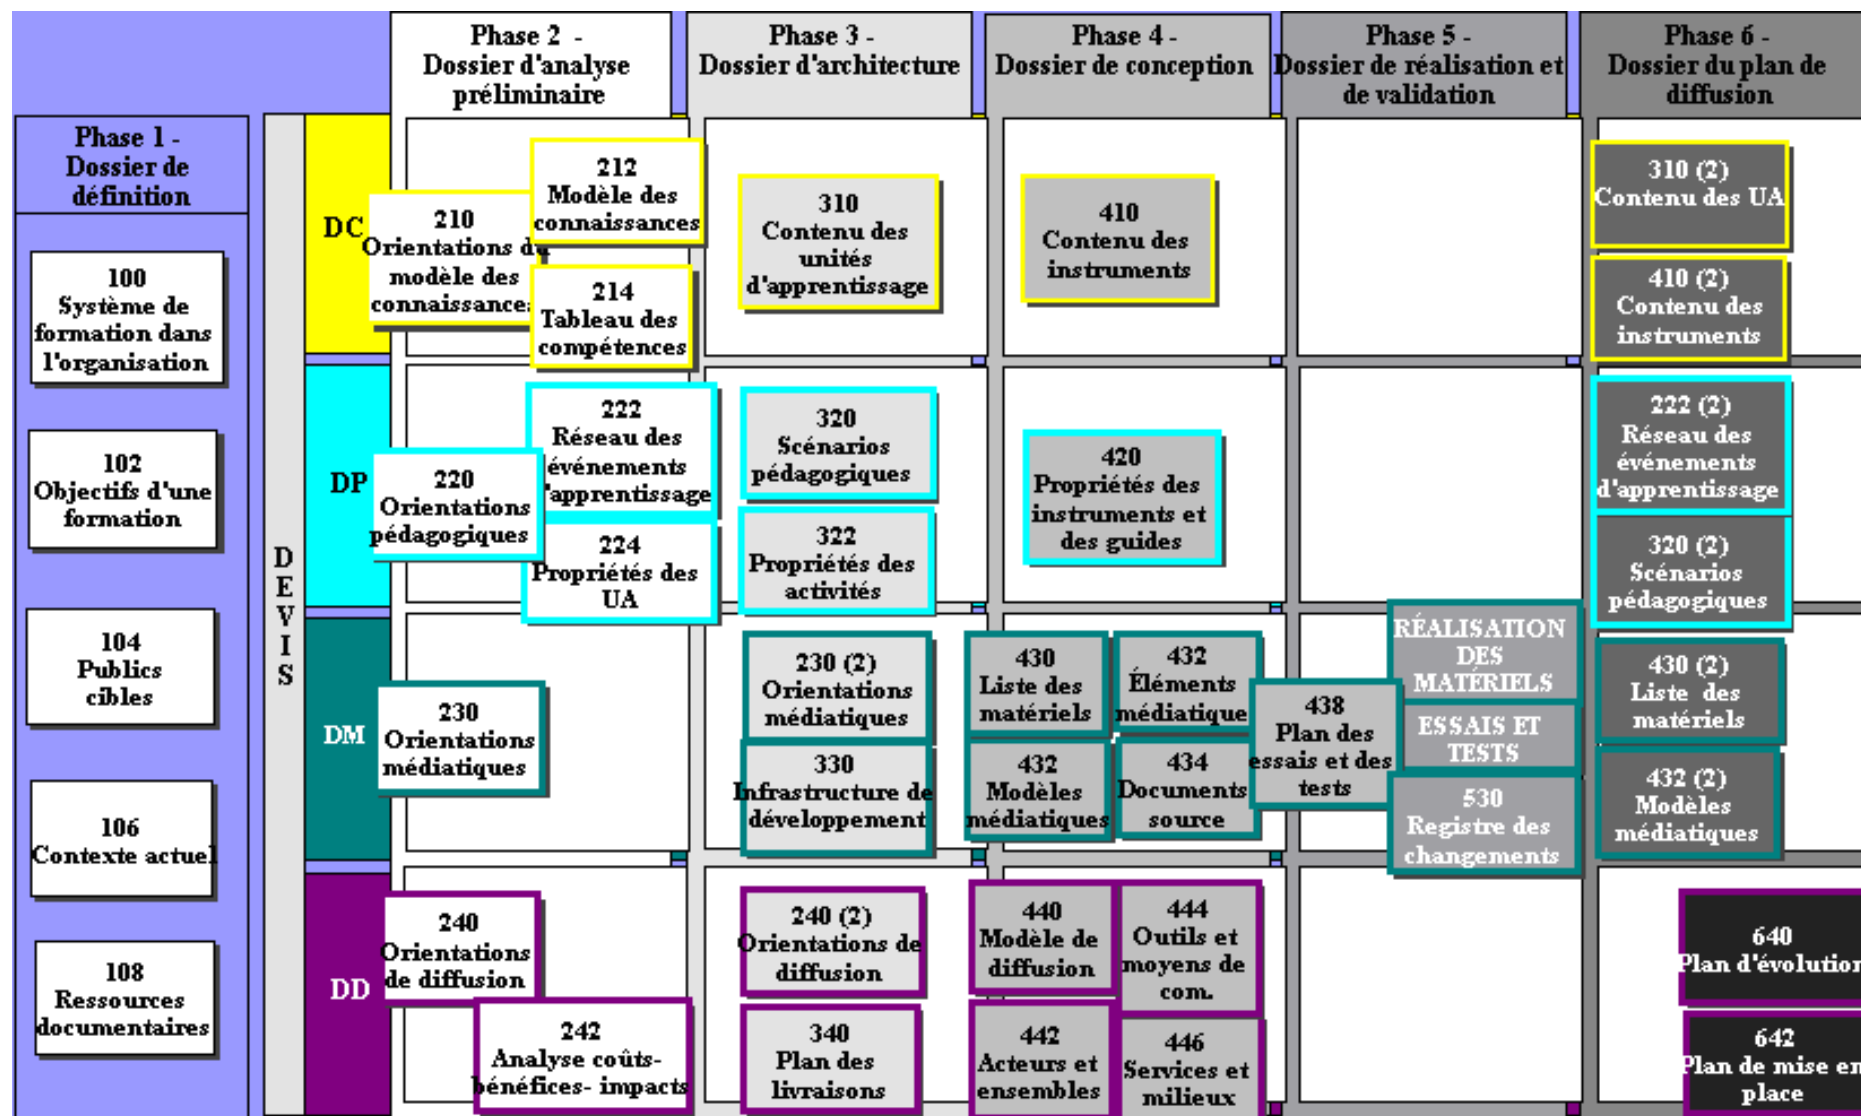 Phase 1 -
Dossier de
définition
100
Système de
formation dans
l'organisation
102
Objectifs d'une
formation
104
Publics
cibles
106
Contexte actuel
108
Ressources
documentaires
D
E
V
I
S
Phase 2 -
Dossier d'analyse
préliminaire
Phase 3 -
Dossier d'architecture
Phase 4 -
Dossier de conception
Phase 5 -
Dossier de réalisation et
de validation
Phase 6 -
Dossier du plan de
diffusion
DC
210
Orientations du
modèle des
connaissances
212
Modèle des
connaissances
214
Tableau des
compétences
310
Contenu des
unités
d'apprentissage
410
Contenu des
instruments
310 (2)
Contenu des UA
410 (2)
Contenu des
instruments
DP
220
Orientations
pédagogiques
222
Réseau des
événements
'apprentissage
224
Propriétés des
UA
320
Scénarios
pédagogiques
322
Propriétés des
activités
420
Propriétés des
instruments et
des guides
222 (2)
Réseau des
événements
d'apprentissage
320 (2)
Scénarios
pédagogiques
DM
230
Orientations
médiatiques
230 (2)
Orientations
médiatiques
330
Infrastructure de
développement
430
Liste des
matériels
432
Éléments
médiatique
432
Modèles
médiatiques
434
Documents
source
438
Plan des
essais et des
tests
RÉALISATION
DES
MATÉRIELS
ESSAIS ET
TESTS
530
Registre des
changements
430 (2)
Liste des
matériels
432 (2)
Modèles
médiatiques
DD
240
Orientations
de diffusion
242
Analyse coûts-
bénéfices- impacts
240 (2)
Orientations de
diffusion
340
Plan des
livraisons
440
Modèle de
diffusion
444
Outils et
moyens de
com.
442
Acteurs et
ensembles
446
Services et
milieux
640
Plan d'évolution
642
Plan de mise en
place